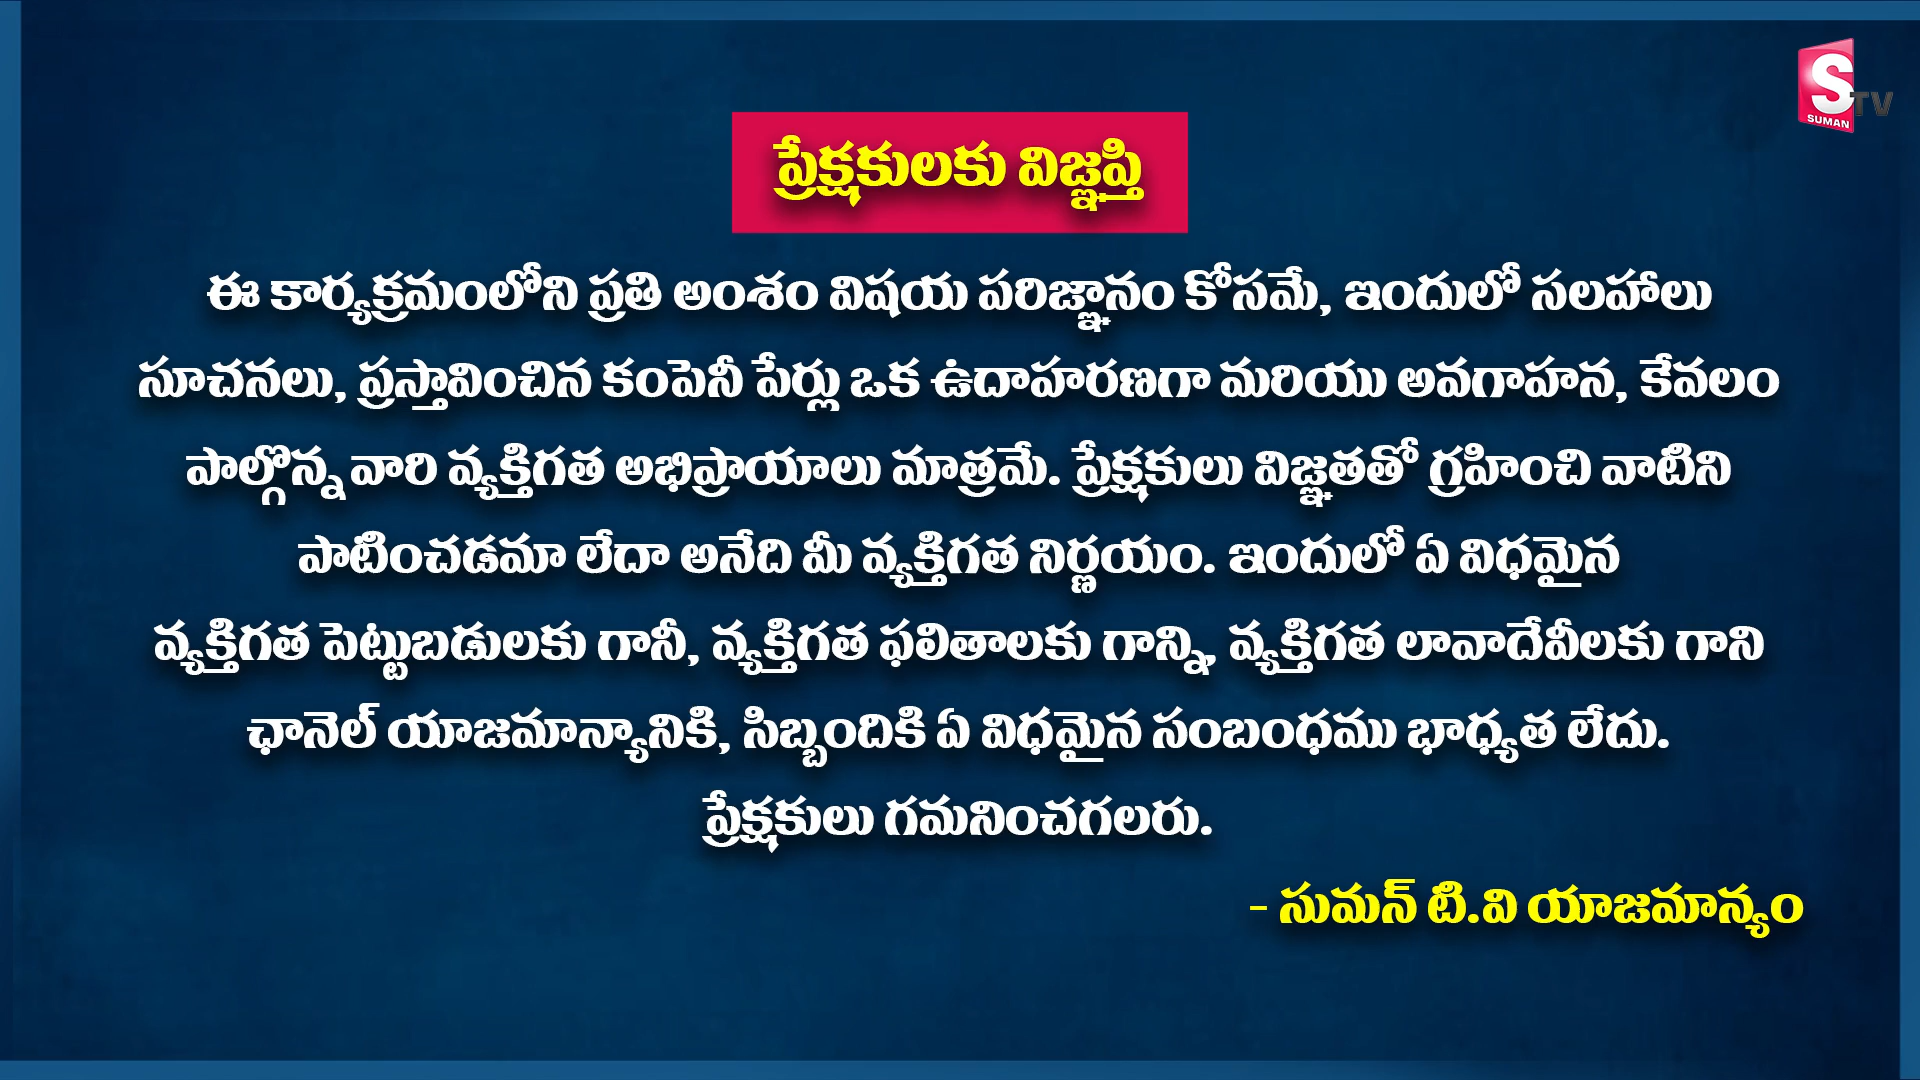 S TV
SUMAN
ప్రేక్షకులకు విజ్ఞప్తి
ఈ కార్యక్రమంలోని ప్రతి అంశం విషయ పరిజ్ఞానం కోసమే, ఇందులో సలహాలు
సూచనలు, ప్రస్తావించిన కంపెనీ పేర్లు ఒక ఉదాహరణగా మరియు అవగాహన, కేవలం
పాల్గొన్న వారి వ్యక్తిగత అభిప్రాయాలు మాత్రమే. ప్రేక్షకులు విజ్ఞతతో గ్రహించి వాటిని
పాటించడమా లేదా అనేది మీ వ్యక్తిగత నిర్ణయం. ఇందులో ఏ విధమైన
వ్యక్తిగత పెట్టుబడులకు గానీ, వ్యక్తిగత ఫలితాలకు గాన్ని, వ్యక్తిగత లావాదేవీలకు గాని
ఛానెల్ యాజమాన్యానికి, సిబ్బందికి ఏ విధమైన సంబంధము భాధ్యత లేదు.
ప్రేక్షకులు గమనించగలరు.
- సుమన్ టి.వి యాజమాన్యం